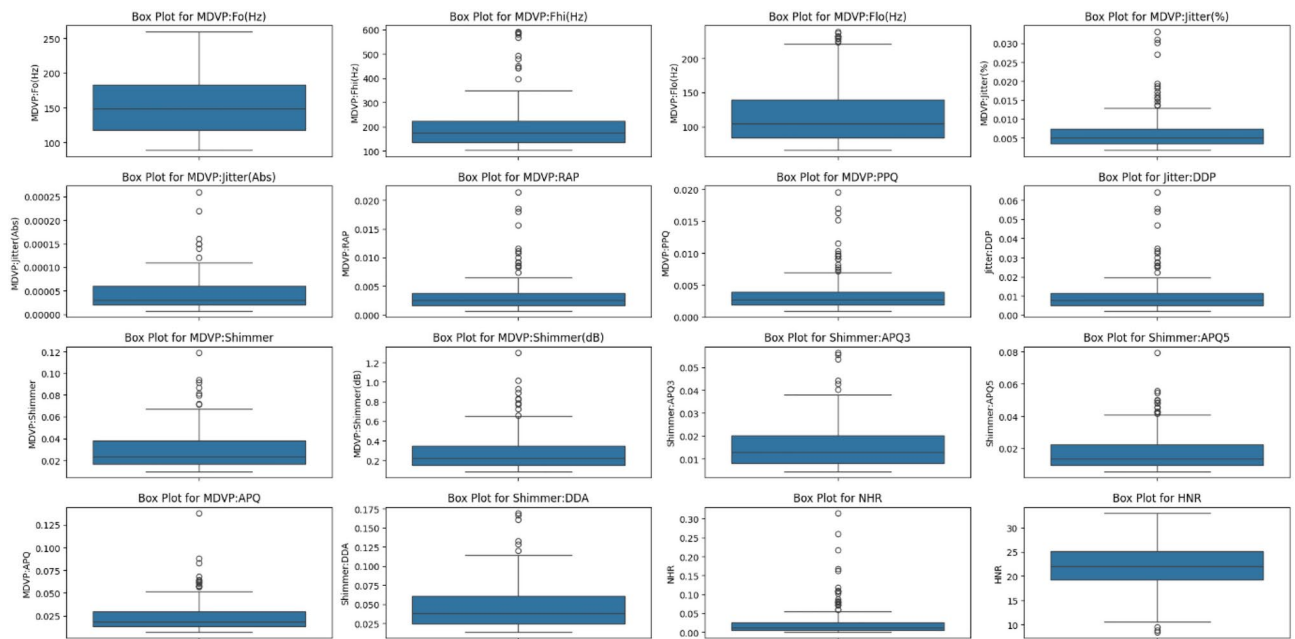 Box Plot for MDVP:Fo(Hz)
MDVP:Fo(Hz)
250
200
150
100
Box Plot for MDVP:Fhi(Hz)
MDVP:Fhi(Hz)
600
500
400
300
200
100
Box Plot for MDVP:Flo(Hz)
MDVP:Flo(Hz)
200
150
100
Box Plot for MDVP:Jitter(%)
MDVP:Jitter(%)
0.030
0.025
0.020
0.015
0.010
0.005
Box Plot for MDVP:Jitter(Abs)
MDVP:Jitter(Abs)
0.00025
0.00020
0.00015
0.00010
0.00005
0.00000
Box Plot for MDVP:RAP
MDVP:RAP
0.020
0.015
0.010
0.005
0.000
Box Plot for MDVP:PPQ
MDVP:PPQ
0.020
0.015
0.010
0.005
0.000
Box Plot for Jitter:DDP
Jitter:DDP
0.06
0.05
0.04
0.03
0.02
0.01
0.00
Box Plot for MDVP:Shimmer
MDVP:Shimmer
0.12
0.10
0.08
0.06
0.04
0.02
Box Plot for MDVP:Shimmer(dB)
MDVP:Shimmer(dB)
1.2
1.0
0.8
0.6
0.4
0.2
Box Plot for Shimmer:APQ3
Shimmer:APQ3
0.05
0.04
0.03
0.02
0.01
Box Plot for Shimmer:APQ5
Shimmer:APQ5
0.08
0.06
0.04
0.02
Box Plot for MDVP:APQ
MDVP:APQ
0.125
0.100
0.075
0.050
0.025
Box Plot for Shimmer:DDA
Shimmer:DDA
0.175
0.150
0.125
0.100
0.075
0.050
0.025
Box Plot for NHR
NHR
0.30
0.25
0.20
0.15
0.10
0.05
0.00
Box Plot for HNR
HNR
30
25
20
15
10